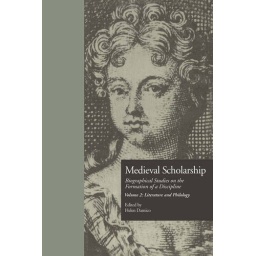 Medieval Scholarship
Biographical Studies on the
Formation of a Discipline
Volume 2: Literature and Philology
Edited by
Helen Damico